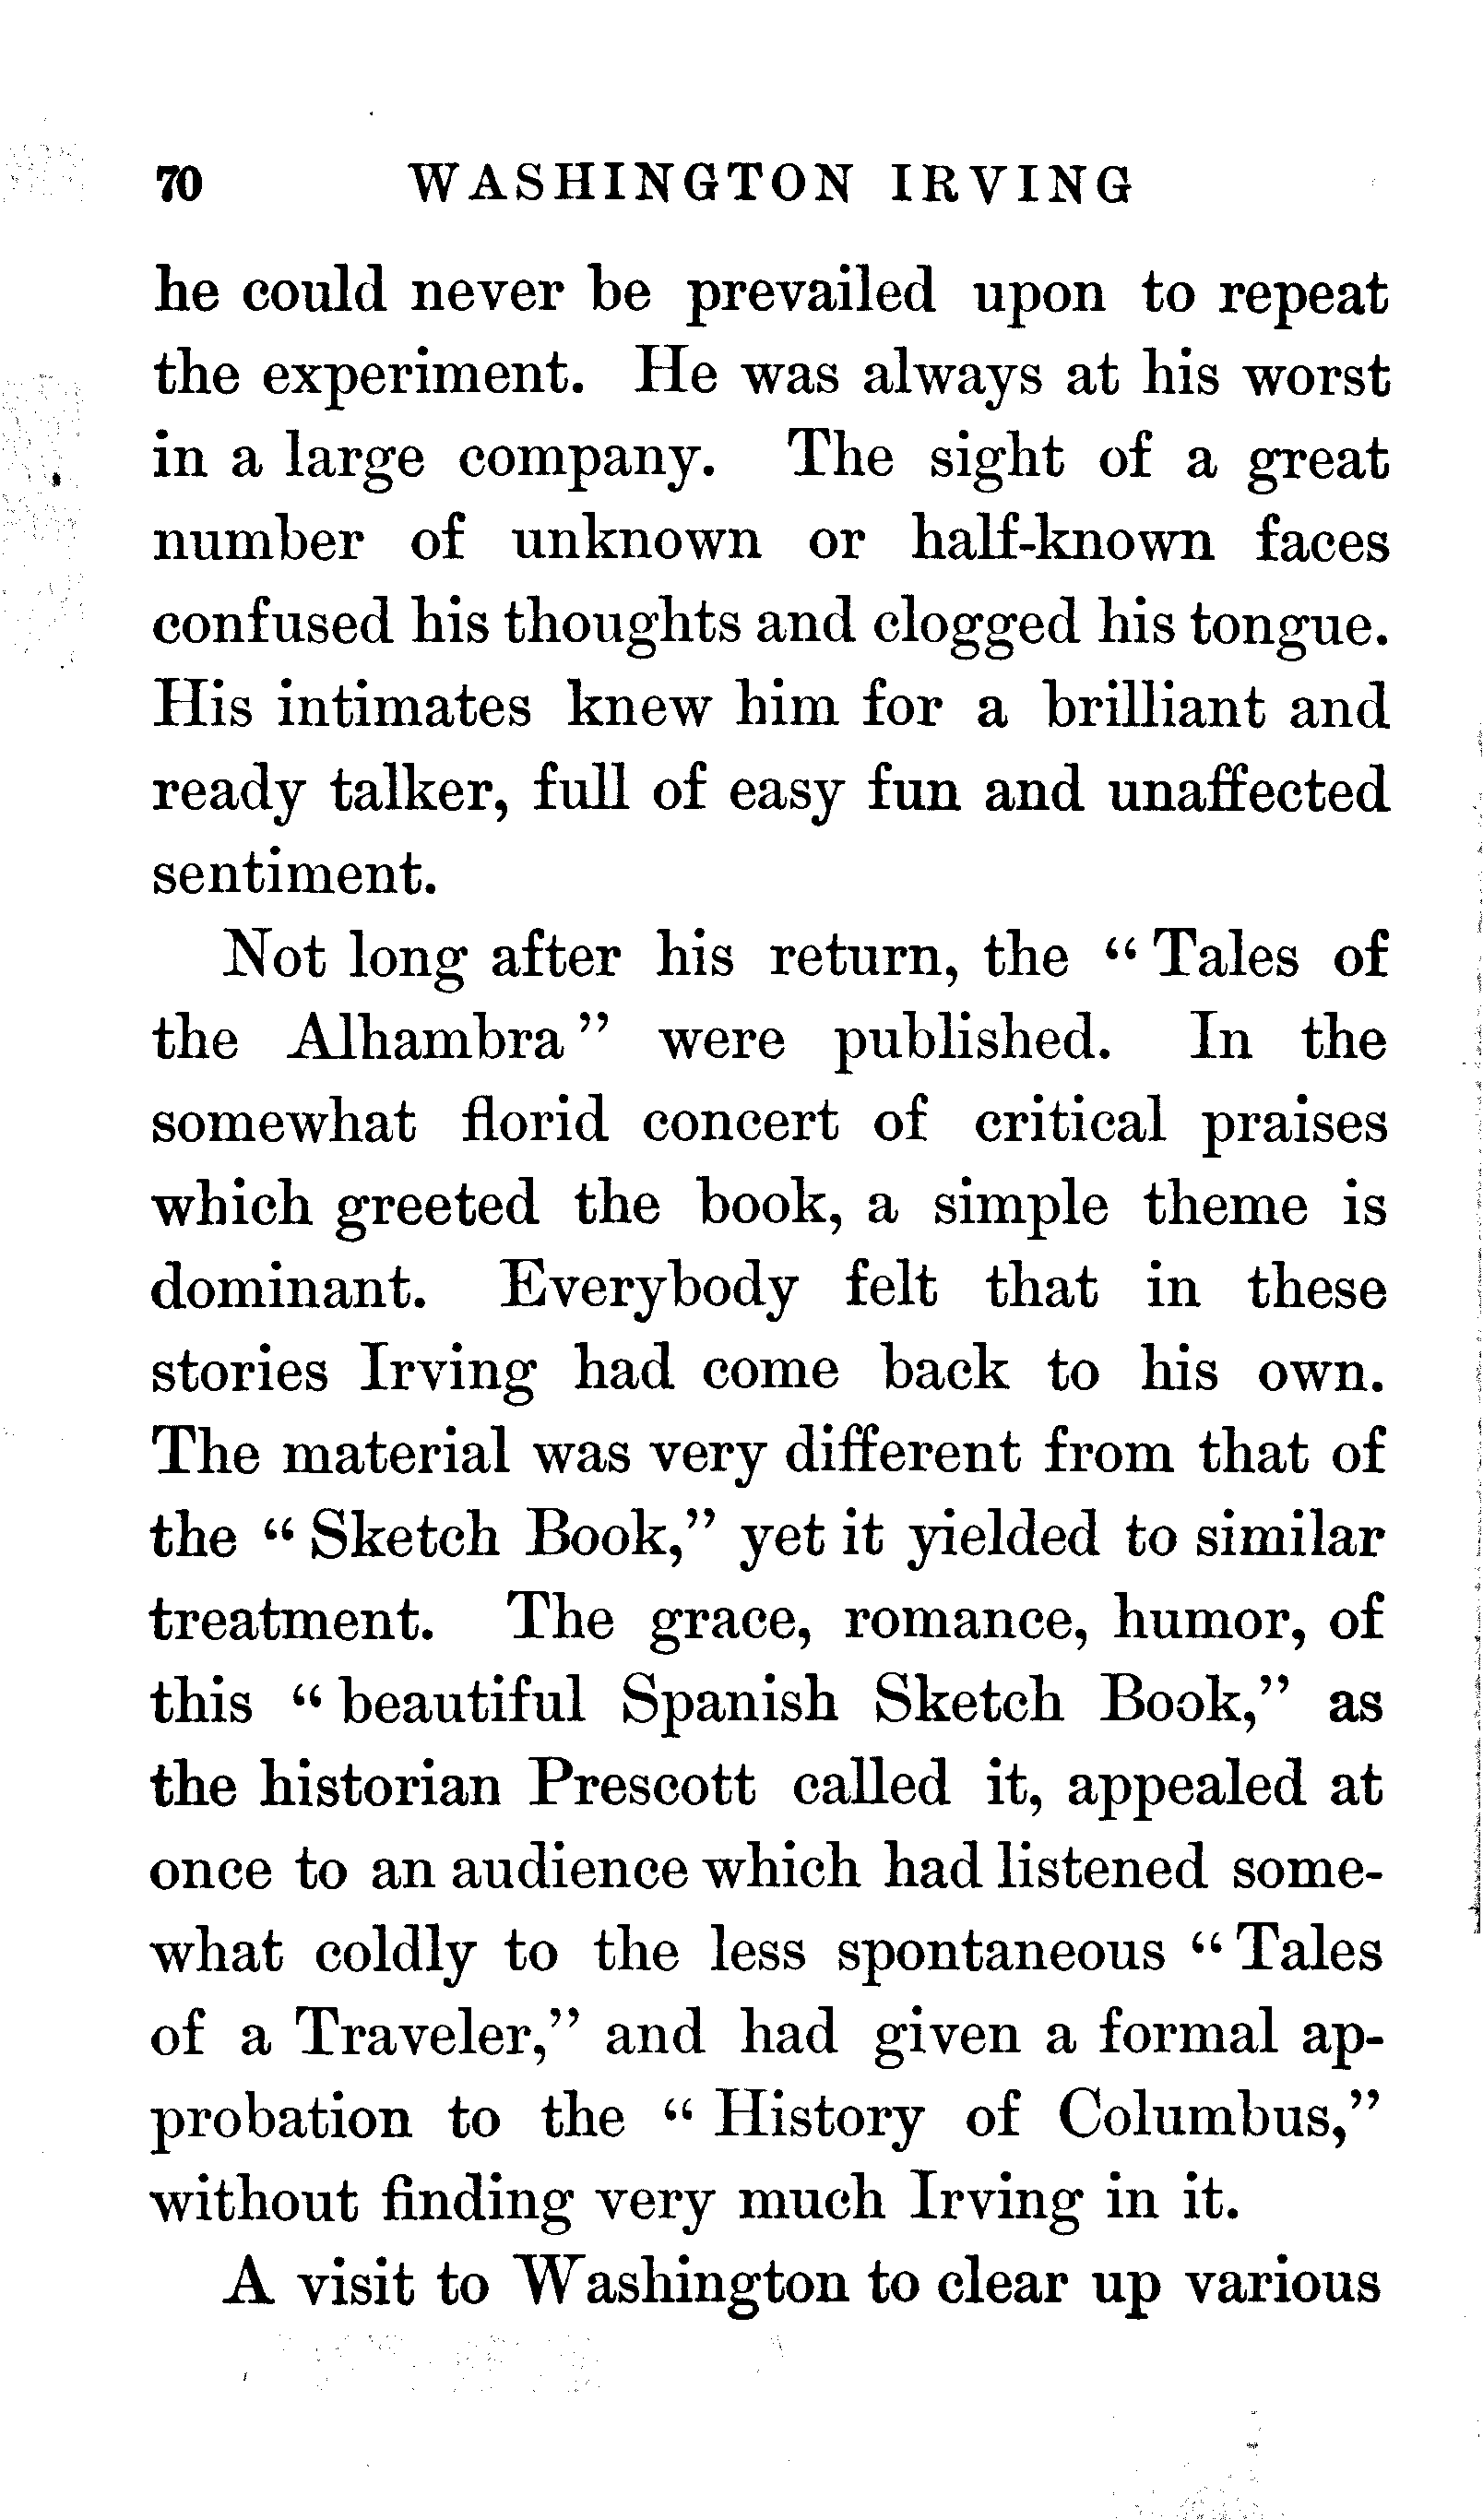 70 WASHINGTON IRVING
he could never be prevailed upon to repeat
the experiment. He was always at his worst
in a large company. The sight of a great
number of unknown or half-known faces
confused his thoughts and clogged his tongue.
His intimates knew him for a brilliant and
ready talker, full of easy fun and unaffected
sentiment.
Not long after his return, the “Tales of
the Alhambra” were published. In the
somewhat florid concert of critical praises
which greeted the book, a simple theme is
dominant. Everybody felt that in these
stories Irving had come back to his own.
The material was very different from that of
the “Sketch Book,” yet it yielded to similar
treatment. The grace, romance, humor, of
this “beautiful Spanish Sketch Book,” as
the historian Prescott called it, appealed at
once to an audience which had listened some-
what coldly to the less spontaneous “Tales
of a Traveler,” and had given a formal ap-
probation to the “History of Columbus,”
without finding very much Irving in it.
A visit to Washington to clear up various